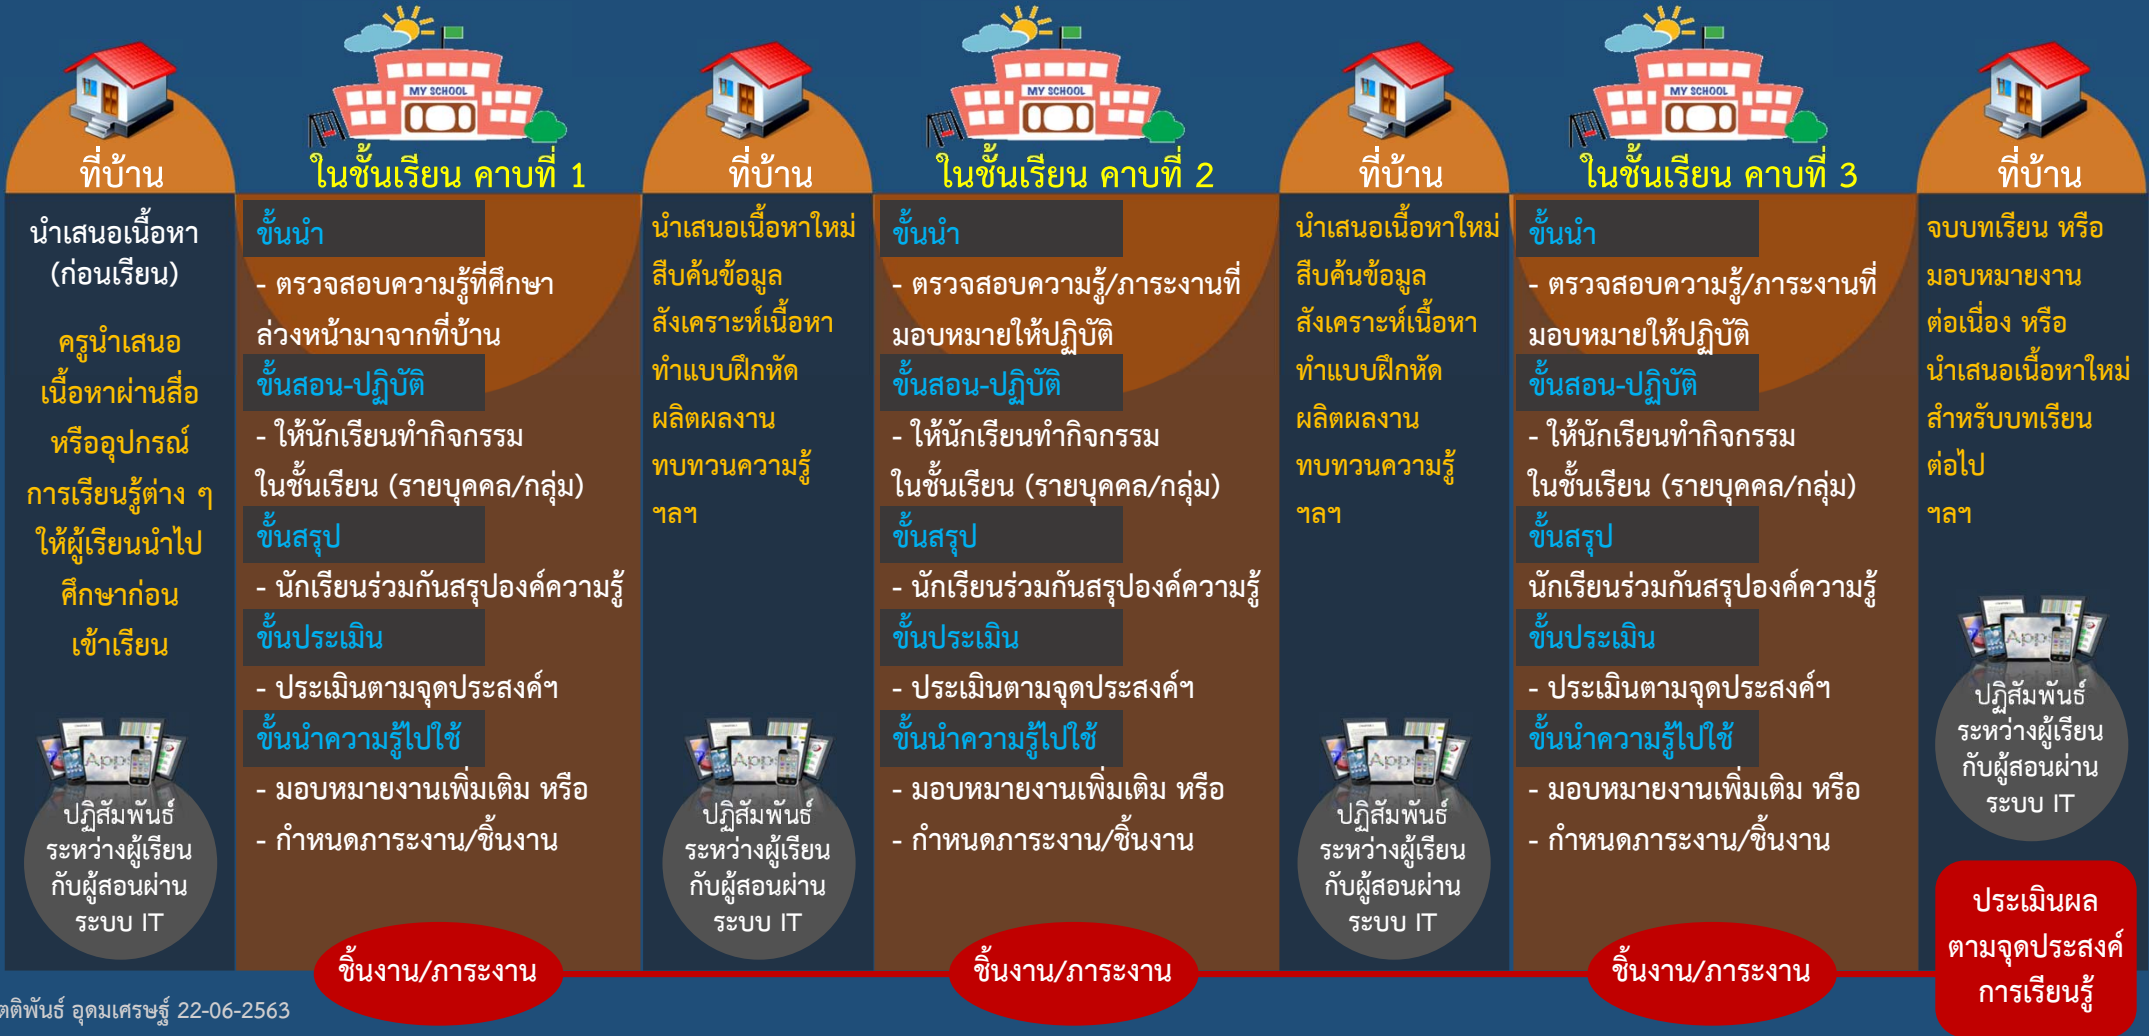 ที่บ้าน
นำเสนอเนื้อหา
(ก่อนเรียน)
ครูนำเสนอ
เนื้อหาผ่านสื่อ
หรืออุปกรณ์
การเรียนรู้ต่าง ๆ
ให้ผู้เรียนนำไป
ศึกษาก่อน
เข้าเรียน
App
ปฏิสัมพันธ์
ระหว่างผู้เรียน
กับผู้สอนผ่าน
ระบบ IT
MY SCHOOL
ในชั้นเรียน คาบที่ 1
ขั้นนำ
- ตรวจสอบความรู้ที่ศึกษา
ล่วงหน้ามาจากที่บ้าน
ขั้นสอน-ปฏิบัติ
- ให้นักเรียนทำกิจกรรม
ในชั้นเรียน (รายบุคคล/กลุ่ม)
ขั้นสรุป
- นักเรียนร่วมกันสรุปองค์ความรู้
ขั้นประเมิน
- ประเมินตามจุดประสงค์ฯ
ขั้นนำความรู้ไปใช้
- มอบหมายงานเพิ่มเติม หรือ
- กำหนดภาระงาน/ชิ้นงาน
ชิ้นงาน/ภาระงาน
ที่บ้าน
นำเสนอเนื้อหาใหม่
สืบค้นข้อมูล
สังเคราะห์เนื้อหา
ทำแบบฝึกหัด
ผลิตผลงาน
ทบทวนความรู้
ฯลฯ
App
ปฏิสัมพันธ์
ระหว่างผู้เรียน
กับผู้สอนผ่าน
ระบบ IT
MY SCHOOL
ในชั้นเรียน คาบที่ 2
ขั้นนำ
- ตรวจสอบความรู้/ภาระงานที่
มอบหมายให้ปฏิบัติ
ขั้นสอน-ปฏิบัติ
- ให้นักเรียนทำกิจกรรม
ในชั้นเรียน (รายบุคคล/กลุ่ม)
ขั้นสรุป
- นักเรียนร่วมกันสรุปองค์ความรู้
ขั้นประเมิน
- ประเมินตามจุดประสงค์ฯ
ขั้นนำความรู้ไปใช้
- มอบหมายงานเพิ่มเติม หรือ
- กำหนดภาระงาน/ชิ้นงาน
ชิ้นงาน/ภาระงาน
ที่บ้าน
นำเสนอเนื้อหาใหม่
สืบค้นข้อมูล
สังเคราะห์เนื้อหา
ทำแบบฝึกหัด
ผลิตผลงาน
ทบทวนความรู้
ฯลฯ
App
ปฏิสัมพันธ์
ระหว่างผู้เรียน
กับผู้สอนผ่าน
ระบบ IT
MY SCHOOL
ในชั้นเรียน คาบที่ 3
ขั้นนำ
- ตรวจสอบความรู้/ภาระงานที่
มอบหมายให้ปฏิบัติ
ขั้นสอน-ปฏิบัติ
- ให้นักเรียนทำกิจกรรม
ในชั้นเรียน (รายบุคคล/กลุ่ม)
ขั้นสรุป
นักเรียนร่วมกันสรุปองค์ความรู้
ขั้นประเมิน
- ประเมินตามจุดประสงค์ฯ
ขั้นนำความรู้ไปใช้
- มอบหมายงานเพิ่มเติม หรือ
- กำหนดภาระงาน/ชิ้นงาน
ชิ้นงาน/ภาระงาน
ที่บ้าน
จบบทเรียน หรือ
มอบหมายงาน
ต่อเนื่อง หรือ
นำเสนอเนื้อหาใหม่
สำหรับบทเรียน
ต่อไป
ฯลฯ
App
ปฏิสัมพันธ์
ระหว่างผู้เรียน
กับผู้สอนผ่าน
ระบบ IT
ประเมินผล
ตามจุดประสงค์
การเรียนรู้
อุดมเศรษฐ์ 22-06-2563